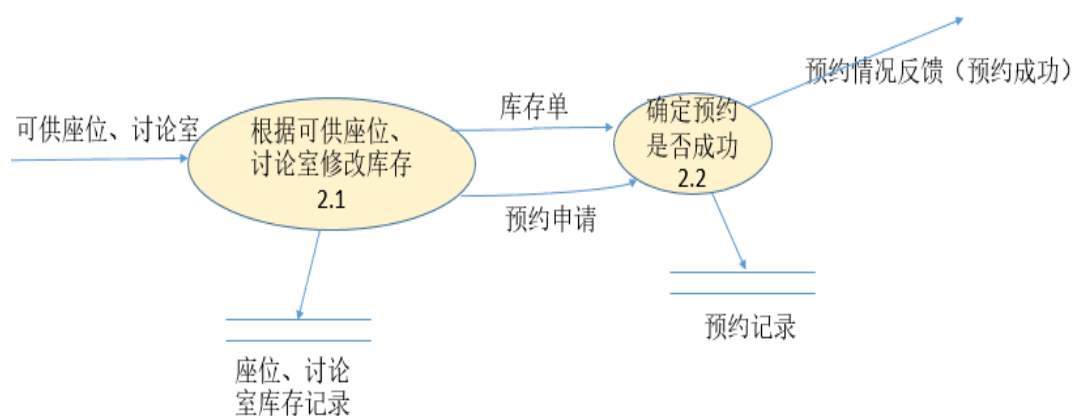 预约情况反馈（预约成功）
可供座位、讨论室
根据可供座位、
讨论室修改库存
2.1
库存单
预约申请
确定预约
是否成功
2.2
预约记录
座位、讨论
室库存记录